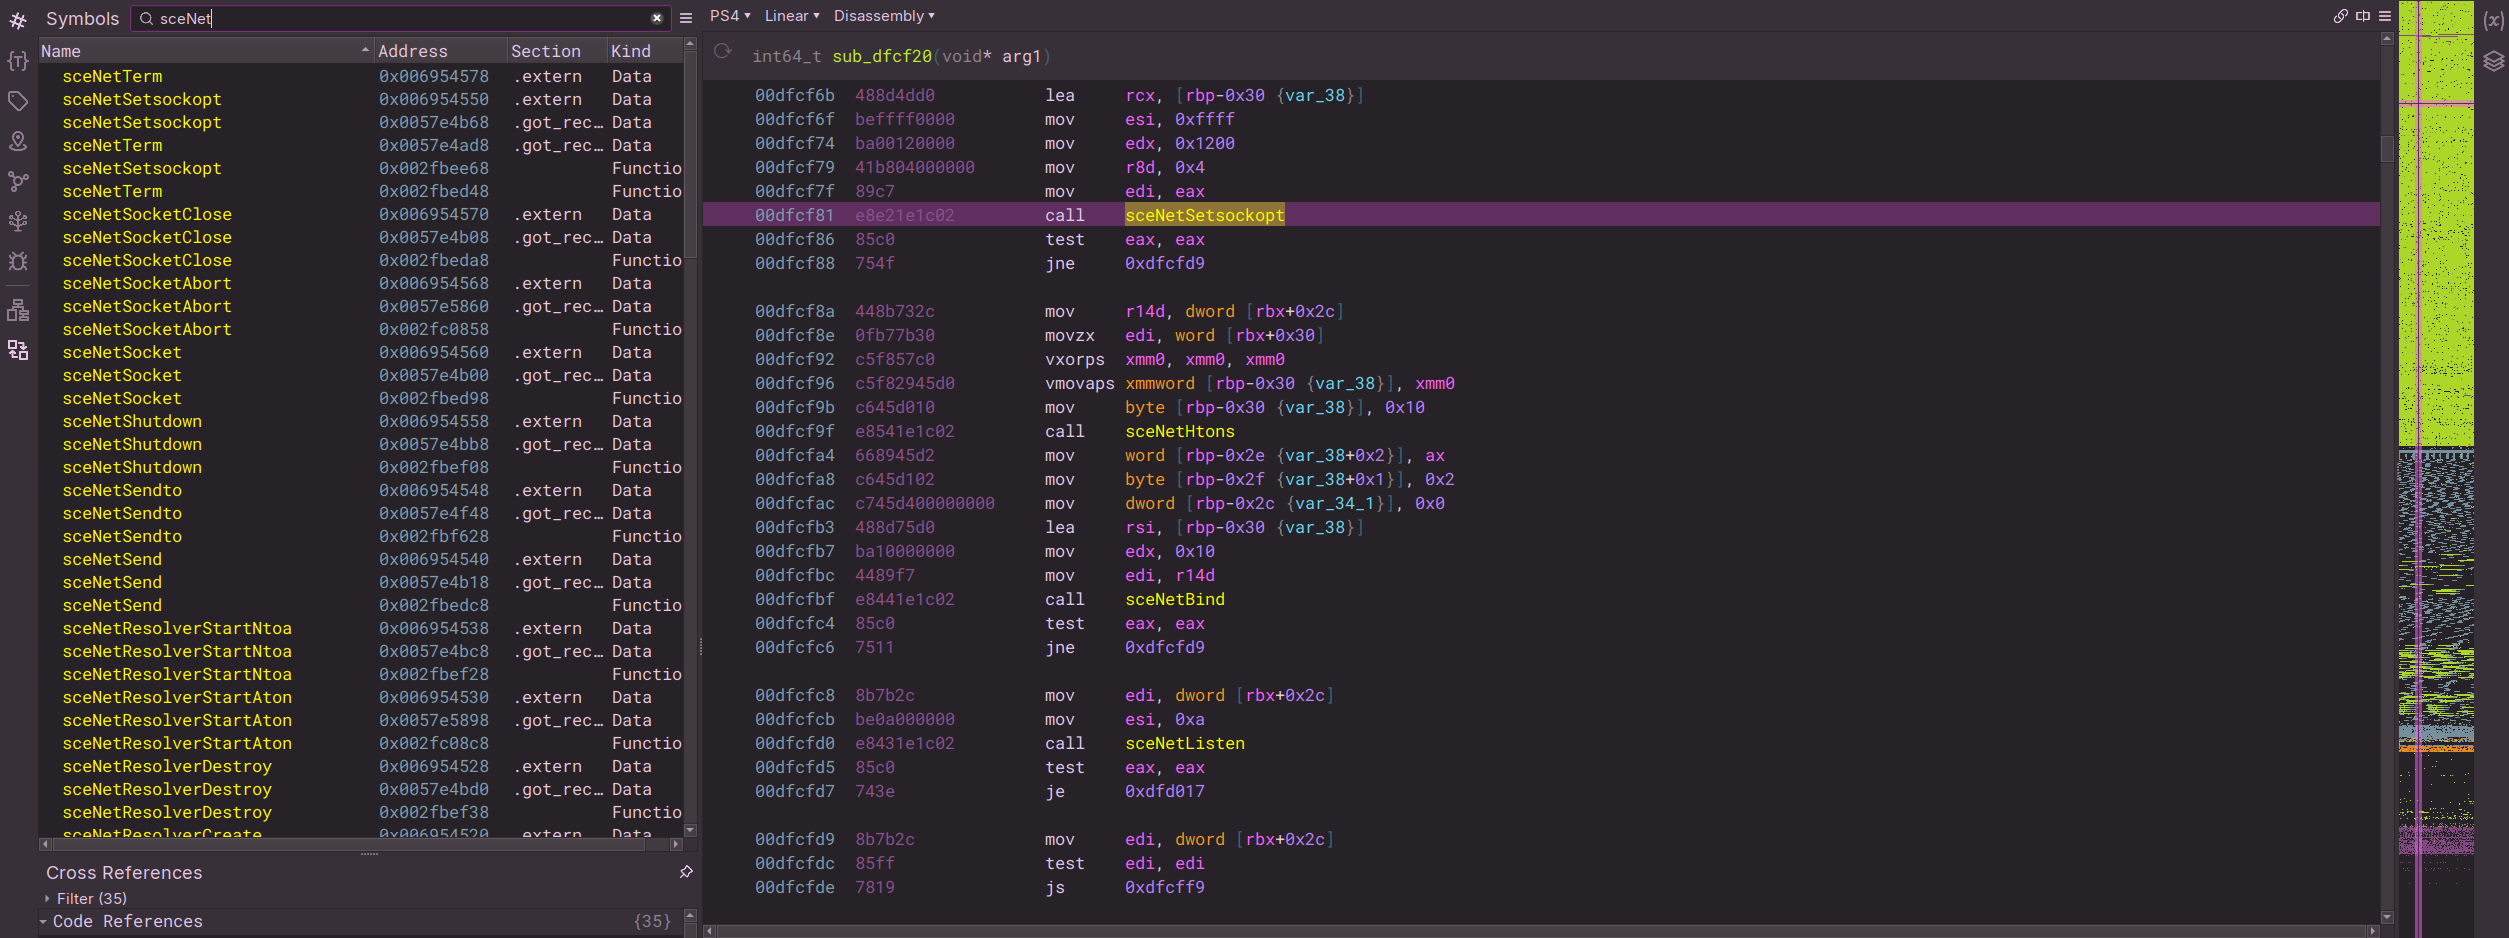 Symbols sceNet
Name Address Section Kind
sceNetTerm 0x006954578 .extern Data
sceNetSetsockopt 0x006954550 .extern Data
sceNetSetsockopt 0x0057e4b68 .got_rec… Data
sceNetTerm 0x0057e4ad8 .got_rec… Data
sceNetSetsockopt 0x002fbee68 Functio
sceNetTerm 0x002fbed48 Functio
sceNetSocketClose 0x006954570 .extern Data
sceNetSocketClose 0x0057e4b08 .got_rec… Data
sceNetSocketClose 0x002fbeda8 Functio
sceNetSocketAbort 0x006954568 .extern Data
sceNetSocketAbort 0x0057e5860 .got_rec… Data
sceNetSocketAbort 0x002fc0858 Functio
sceNetSocket 0x006954560 .extern Data
sceNetSocket 0x0057e4b00 .got_rec… Data
sceNetSocket 0x002fbed98 Functio
sceNetShutdown 0x006954558 .extern Data
sceNetShutdown 0x0057e4bb8 .got_rec… Data
sceNetShutdown 0x002fbef08 Functio
sceNetSendto 0x006954548 .extern Data
sceNetSendto 0x0057e4f48 .got_rec… Data
sceNetSendto 0x002fbf628 Functio
sceNetSend 0x006954540 .extern Data
sceNetSend 0x0057e4b18 .got_rec… Data
sceNetSend 0x002fbedc8 Functio
sceNetResolverStartNtoa 0x006954538 .extern Data
sceNetResolverStartNtoa 0x0057e4bc8 .got_rec… Data
sceNetResolverStartNtoa 0x002fbef28 Functio
sceNetResolverStartAton 0x006954530 .extern Data
sceNetResolverStartAton 0x0057e5898 .got_rec… Data
sceNetResolverStartAton 0x002fc08c8 Functio
sceNetResolverDestroy 0x006954528 .extern Data
sceNetResolverDestroy 0x0057e4bd0 .got_rec… Data
sceNetResolverDestroy 0x002fbef38 Functio
sceNetResolverCreate 0x006954520 .extern Data
Cross References
Filter (35)
Code References {35}
PS4 Linear Disassembly
int64_t sub_dfcf20(void* arg1)
00dfcf6b 488d4dd0 lea rcx, [rbp-0x30 {var_38}]
00dfcf6f beffff0000 mov esi, 0xffff
00dfcf74 ba00120000 mov edx, 0x1200
00dfcf79 41b804000000 mov r8d, 0x4
00dfcf7f 89c7 mov edi, eax
00dfcf81 e8e21e1c02 call sceNetSetsockopt
00dfcf86 85c0 test eax, eax
00dfcf88 754f jne 0xdfcfd9
00dfcf8a 448b732c mov r14d, dword [rbx+0x2c]
00dfcf8e 0fb77b30 movzx edi, word [rbx+0x30]
00dfcf92 c5f857c0 vxorps xmm0, xmm0, xmm0
00dfcf96 c5f82945d0 vmovaps xmmword [rbp-0x30 {var_38}], xmm0
00dfcf9b c645d010 mov byte [rbp-0x30 {var_38}], 0x10
00dfcf9f e8541e1c02 call sceNetHtons
00dfcfa4 668945d2 mov word [rbp-0x2e {var_38+0x2}], ax
00dfcfa8 c645d102 mov byte [rbp-0x2f {var_38+0x1}], 0x2
00dfcfac c745d400000000 mov dword [rbp-0x2c {var_34_1}], 0x0
00dfcfb3 488d75d0 lea rsi, [rbp-0x30 {var_38}]
00dfcfb7 ba10000000 mov edx, 0x10
00dfcfbc 4489f7 mov edi, r14d
00dfcfbf e8441e1c02 call sceNetBind
00dfcfc4 85c0 test eax, eax
00dfcfc6 7511 jne 0xdfcfd9
00dfcfc8 8b7b2c mov edi, dword [rbx+0x2c]
00dfcfcb be0a000000 mov esi, 0xa
00dfcfd0 e8431e1c02 call sceNetListen
00dfcfd5 85c0 test eax, eax
00dfcfd7 743e je 0xdfd017
00dfcfd9 8b7b2c mov edi, dword [rbx+0x2c]
00dfcfdc 85ff test edi, edi
00dfcfde 7819 js 0xdfcff9